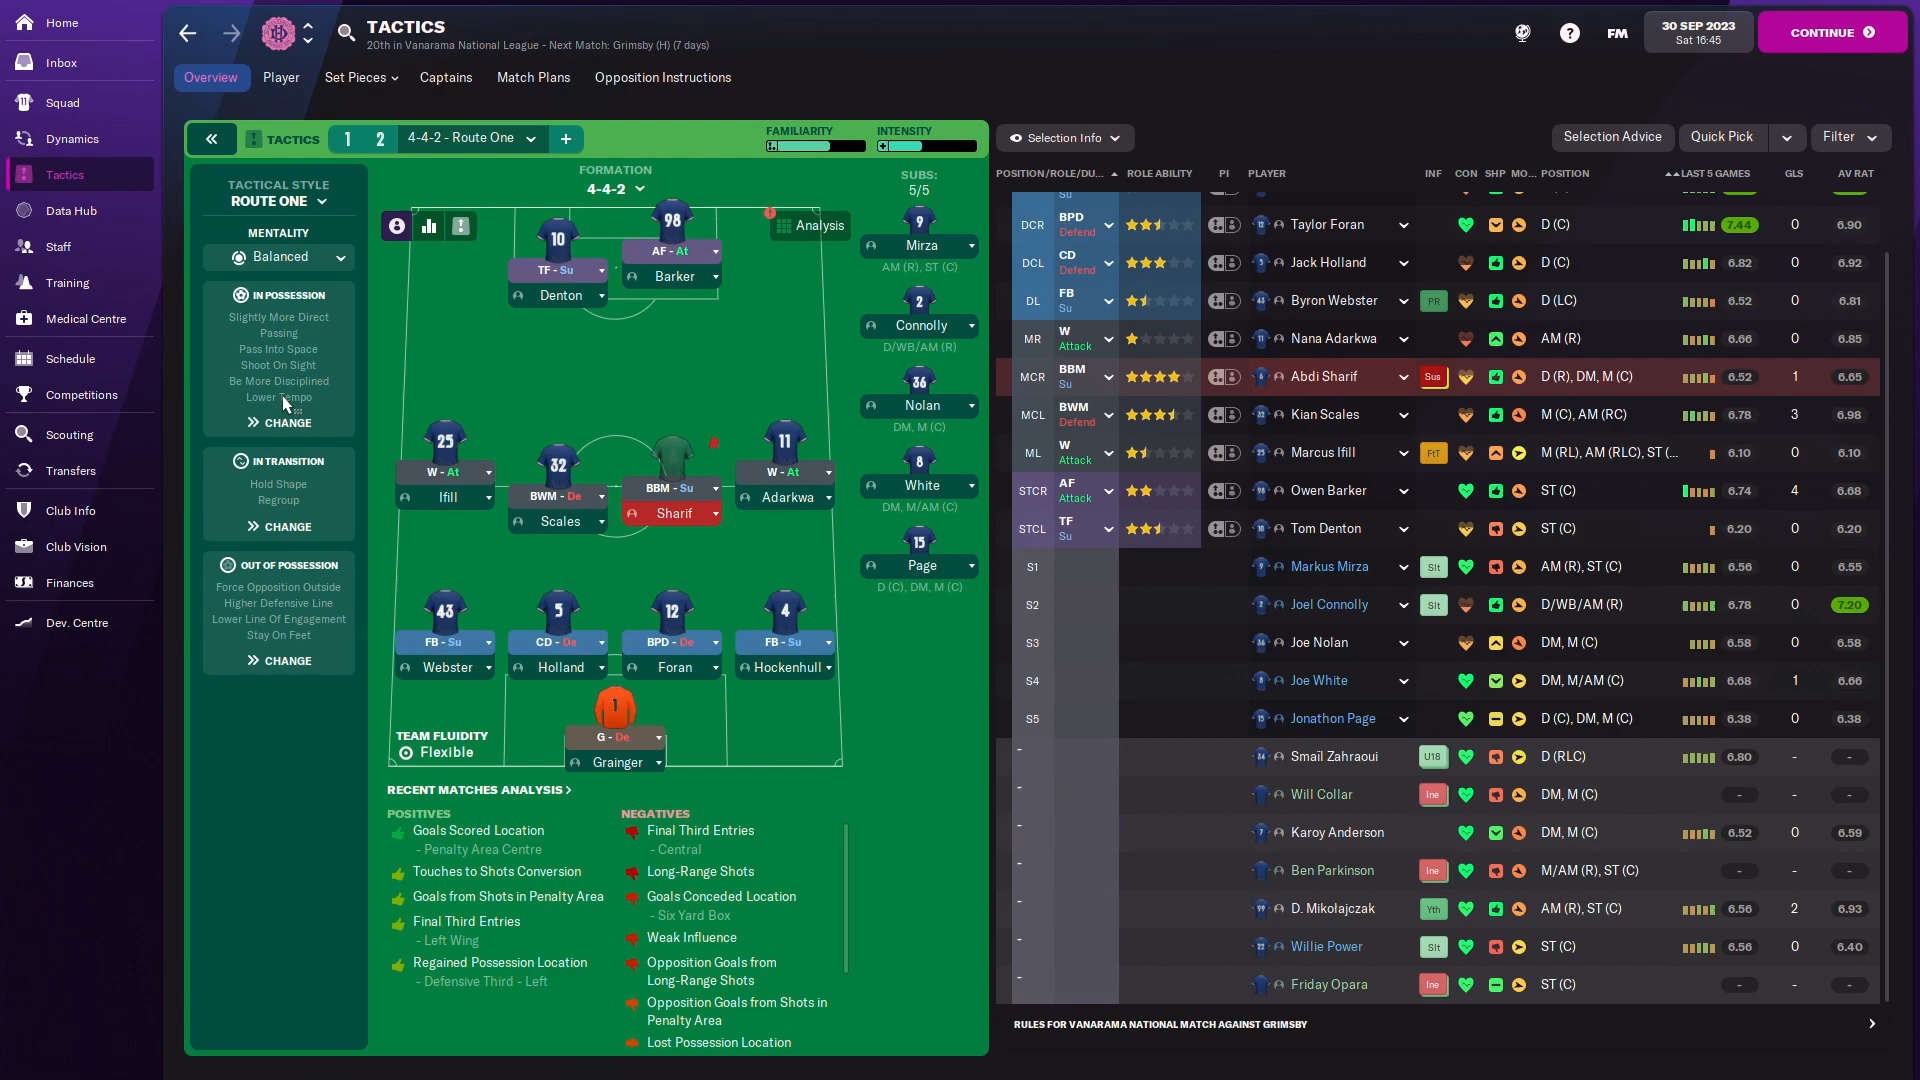 Home
Inbox
Squad
Dynamics
Tactics
Data Hub
Staff
Training
Medical Centre
Schedule
Competitions
Scouting
Transfers
Club Info
Club Vision
Finances
Dev. Centre
TACTICS
20th in Vanarama National League - Next Match: Grimsby (H) (7 days)
FM
30 SEP 2023
Sat 16:45
CONTINUE
Overview
Player
Set Pieces
Captains
Match Plans
Opposition Instructions
TACTICS
1 2
4-4-2 - Route One
FAMILIARITY
INTENSITY
TACTICAL STYLE
ROUTE ONE
MENTALITY
Balanced
IN POSSESSION
Slightly More Direct
Passing
Pass Into Space
Shoot On Sight
Be More Disciplined
Lower Tempo
CHANGE
IN TRANSITION
Hold Shape
Regroup
CHANGE
OUT OF POSSESSION
Force Opposition Outside
Higher Defensive Line
Lower Line Of Engagement
Stay On Feet
CHANGE
FORMATION
4-4-2
Analysis
10
TF - Su
Denton
98
AF - At
Barker
25
W - At
Ifill
32
BWM - De
Scales
BBM - Su
Sharif
11
W - At
Adarkwa
43
FB - Su
Webster
5
CD - De
Holland
12
BPD - De
Foran
4
FB - Su
Hockenhull
1
G - De
Grainger
TEAM FLUIDITY
Flexible
SUBS:
5/5
9
Mirza
AM (R), ST (C)
2
Connolly
D/WB/AM (R)
36
Nolan
DM, M (C)
8
White
DM, M/AM (C)
15
Page
D (C), DM, M (C)
RECENT MATCHES ANALYSIS >
POSITIVES
Goals Scored Location
- Penalty Area Centre
Touches to Shots Conversion
Goals from Shots in Penalty Area
Final Third Entries
- Left Wing
Regained Possession Location
- Defensive Third - Left
NEGATIVES
Final Third Entries
- Central
Long-Range Shots
Goals Conceded Location
- Six Yard Box
Weak Influence
Opposition Goals from
Long-Range Shots
Opposition Goals from Shots in
Penalty Area
Lost Possession Location
Selection Info
Selection Advice
Quick Pick
Filter
POSITION/ROLE/DU... ROLE ABILITY PI PLAYER INF CON SHP MO... POSITION LAST 5 GAMES GLS AV RAT
Su
DCR BPD Defend Taylor Foran D (C) 7.44 0 6.90
DCL CD Defend Jack Holland D (C) 6.82 0 6.92
DL FB Su Byron Webster PR D (LC) 6.52 0 6.81
MR W Attack Nana Adarkwa AM (R) 6.66 0 6.85
MCR BBM Su Abdi Sharif Sus D (R), DM, M (C) 6.52 1 6.65
MCL BWM Defend Kian Scales M (C), AM (RC) 6.78 3 6.98
ML W Attack Marcus Ifill FtT M (RL), AM (RLC), ST (... 6.10 0 6.10
STCR AF Attack Owen Barker ST (C) 6.74 4 6.68
STCL TF Su Tom Denton ST (C) 6.20 0 6.20
S1 Markus Mirza Slt AM (R), ST (C) 6.56 0 6.55
S2 Joel Connolly Slt D/WB/AM (R) 6.78 0 7.20
S3 Joe Nolan DM, M (C) 6.58 0 6.58
S4 Joe White DM, M/AM (C) 6.68 1 6.66
S5 Jonathon Page D (C), DM, M (C) 6.38 0 6.38
- Smaïl Zahraoui U18 D (RLC) 6.80 - -
- Will Collar Ine DM, M (C) - - -
- Karoy Anderson DM, M (C) 6.52 0 6.59
- Ben Parkinson Ine M/AM (R), ST (C) - - -
- D. Mikołajczak Yth AM (R), ST (C) 6.56 2 6.93
- Willie Power Slt ST (C) 6.56 0 6.40
- Friday Opara Ine ST (C) - - -
RULES FOR VANARAMA NATIONAL MATCH AGAINST GRIMSBY